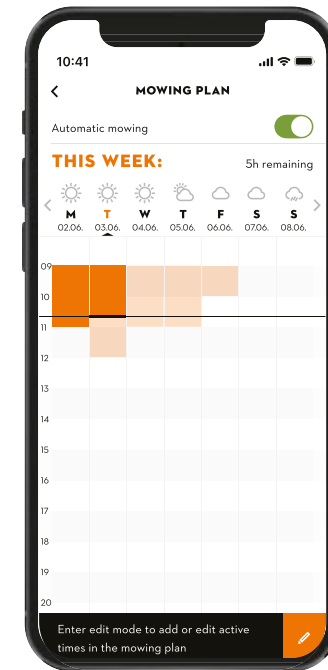 10:41
MOWING PLAN
Automatic mowing
THIS WEEK:
5h remaining
M T W T F S S
02.06. 03.06. 04.06. 05.06. 06.06. 07.06. 08.06.
09
10
11
12
13
14
15
16
17
18
19
20
Enter edit mode to add or edit active
times in the mowing plan